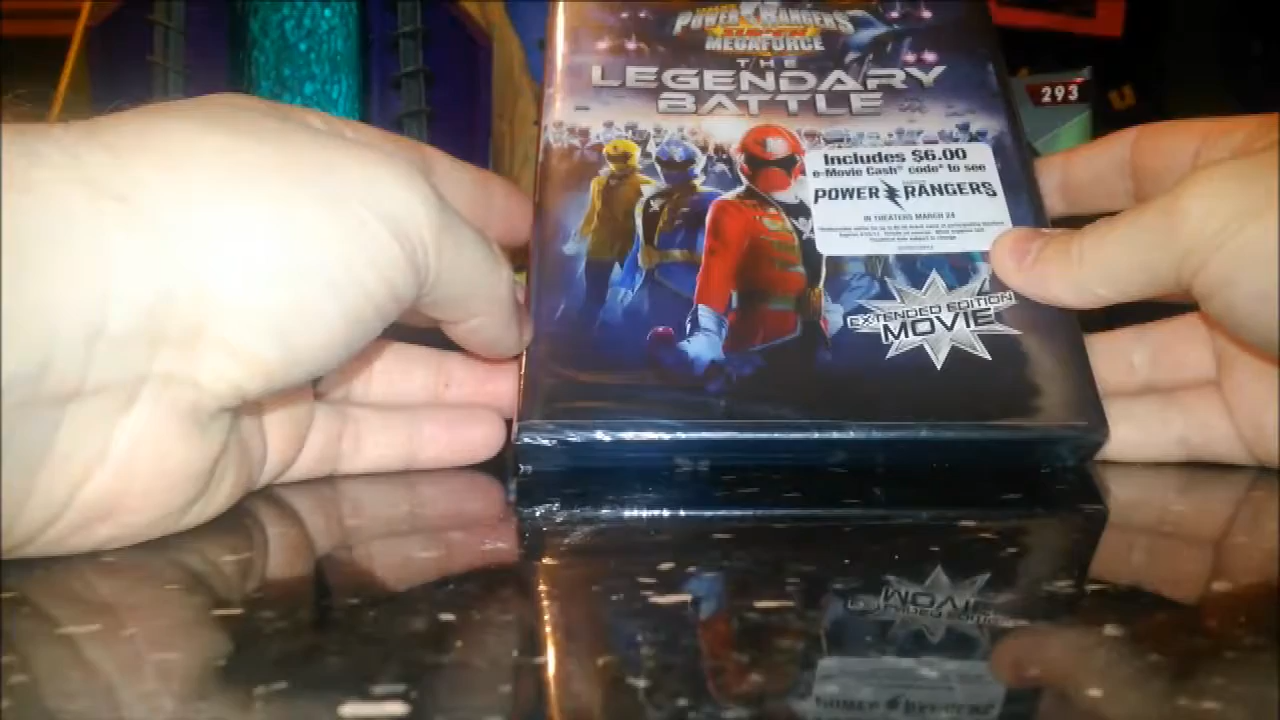 POWER RANGERS
SUPER
MEGAFORCE
THE
LEGENDARY
BATTLE
293
Includes $6.00
e-Movie Cash® code* to see
POWER RANGERS
IN THEATERS MARCH 24
EXTENDED EDITION
MOVIE